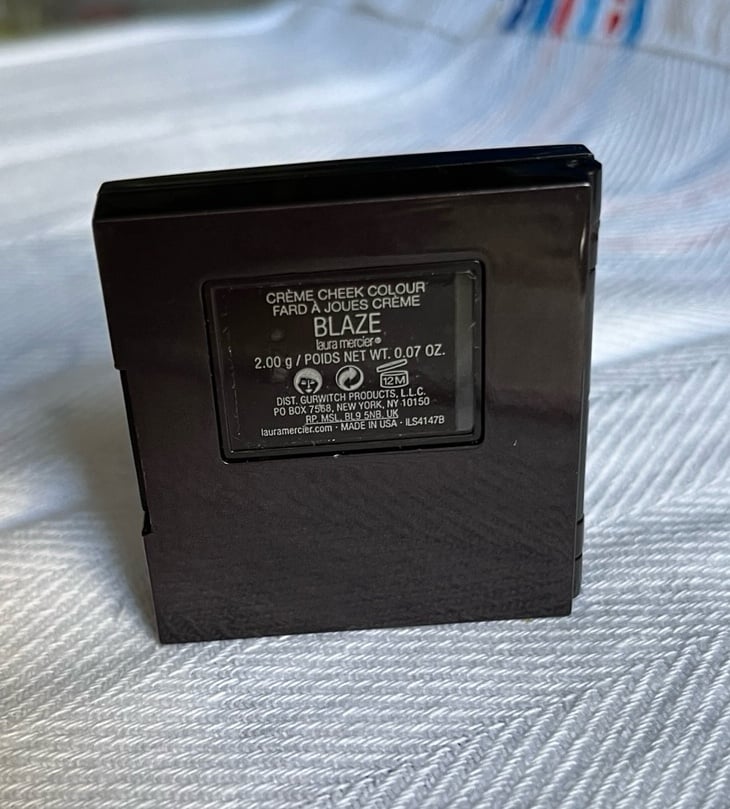 CRÈME CHEEK COLOUR
FARD À JOUES CRÈME
BLAZE
laura mercier®
2.00 g / POIDS NET WT. 0.07 OZ.
12M
DIST. GURWITCH PRODUCTS, L.L.C.
PO BOX 7568, NEW YORK, NY 10150
RP. MSL, BL9 5NB, UK
lauramercier.com · MADE IN USA · ILS4147B